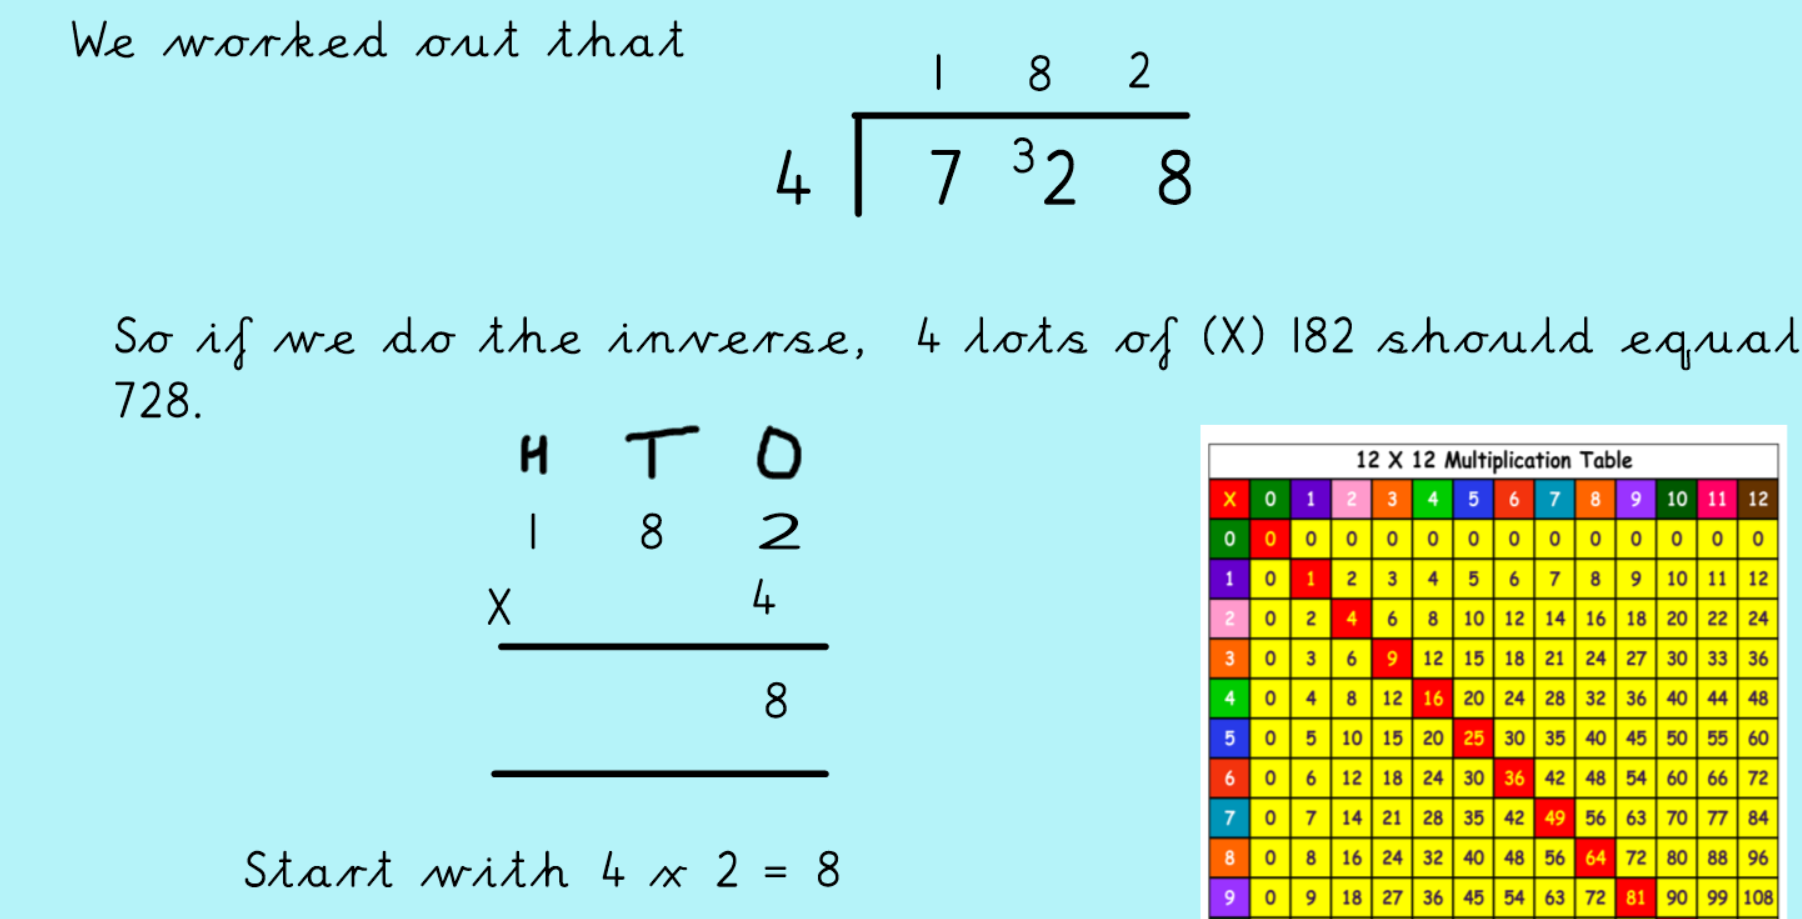 We worked out that
1 8 2
4 7 3 2 8
So if we do the inverse, 4 lots of (X) 182 should equal
728.
H T O
1 8 2
X 4
8
Start with 4 x 2 = 8
12 X 12 Multiplication Table
X 0 1 2 3 4 5 6 7 8 9 10 11 12
0 0 0 0 0 0 0 0 0 0 0 0 0 0
1 0 1 2 3 4 5 6 7 8 9 10 11 12
2 0 2 4 6 8 10 12 14 16 18 20 22 24
3 0 3 6 9 12 15 18 21 24 27 30 33 36
4 0 4 8 12 16 20 24 28 32 36 40 44 48
5 0 5 10 15 20 25 30 35 40 45 50 55 60
6 0 6 12 18 24 30 36 42 48 54 60 66 72
7 0 7 14 21 28 35 42 49 56 63 70 77 84
8 0 8 16 24 32 40 48 56 64 72 80 88 96
9 0 9 18 27 36 45 54 63 72 81 90 99 108